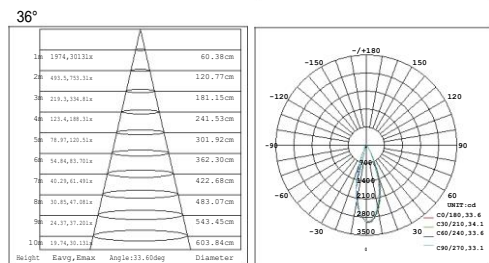 36°
1m 1974,3013lx 60.38cm
2m 493.5,753.3lx 120.77cm
3m 219.3,334.8lx 181.15cm
4m 123.4,188.3lx 241.53cm
5m 78.97,120.5lx 301.92cm
6m 54.84,83.70lx 362.30cm
7m 40.29,61.49lx 422.68cm
8m 30.85,47.08lx 483.07cm
9m 24.37,37.20lx 543.45cm
10m 19.74,30.13lx 603.84cm
Height Eavg,Emax Angle:33.60deg Diameter
-/+180
-150 150
-120 120
-90 90
-60 60
-30 30
700
1400
2100
2800
3500
UNIT:cd
C0/180,33.6
C30/210,34.1
C60/240,33.6
C90/270,33.1